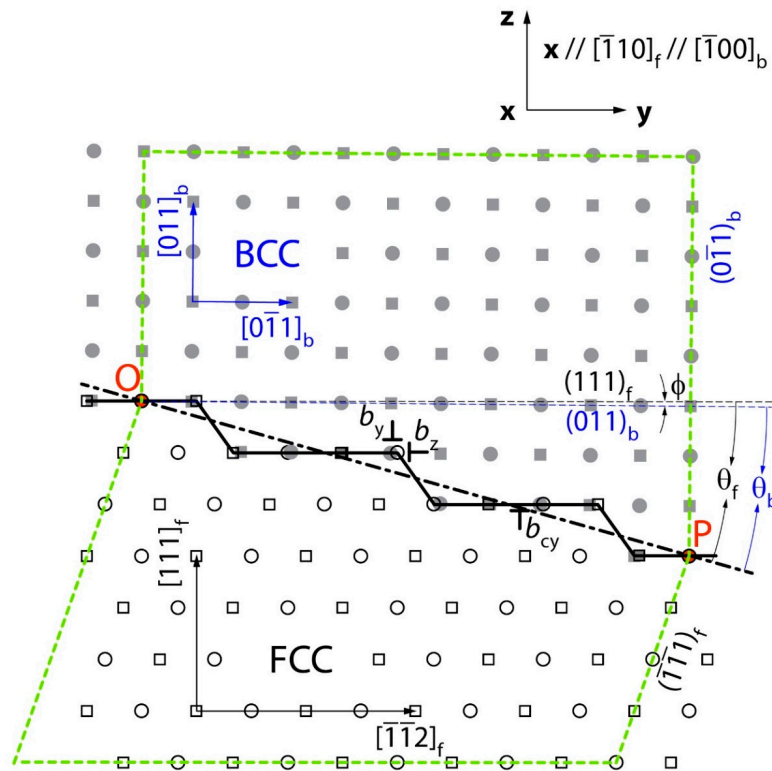 z
x // [1̅10]f // [1̅00]b
x
y
[011]b
BCC
[01̅1]b
(01̅1)b
O
(111)f
ϕ
(011)b
by
bz
θf
θb
bcy
P
[111]f
FCC
(1̅1̅1)f
[1̅1̅2]f